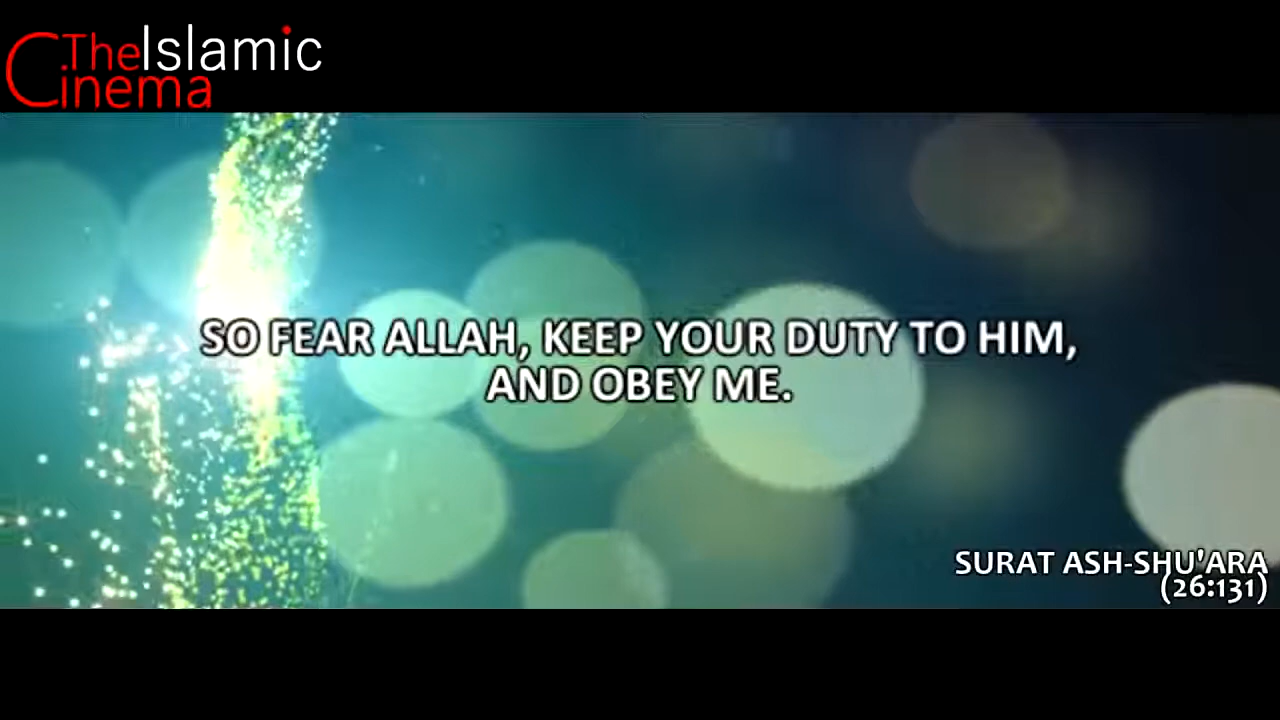 TheIslamic
Cinema
SO FEAR ALLAH, KEEP YOUR DUTY TO HIM,
AND OBEY ME.
SURAT ASH-SHU'ARA
(26:131)